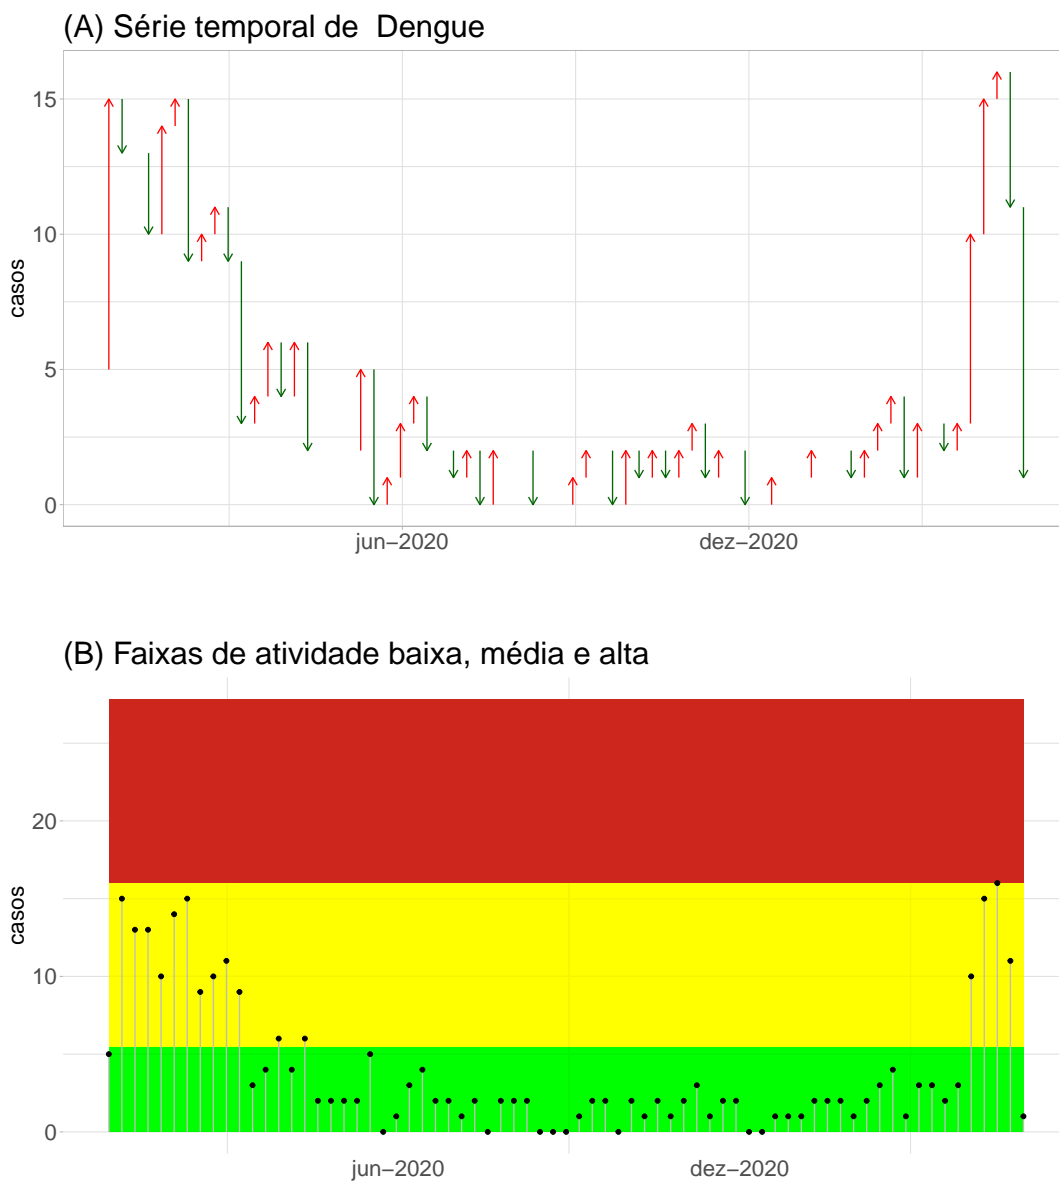 (A) Série temporal de  Dengue
casos
15
10
5
0
jun−2020
dez−2020
(B) Faixas de atividade baixa, média e alta
casos
20
10
0
jun−2020
dez−2020